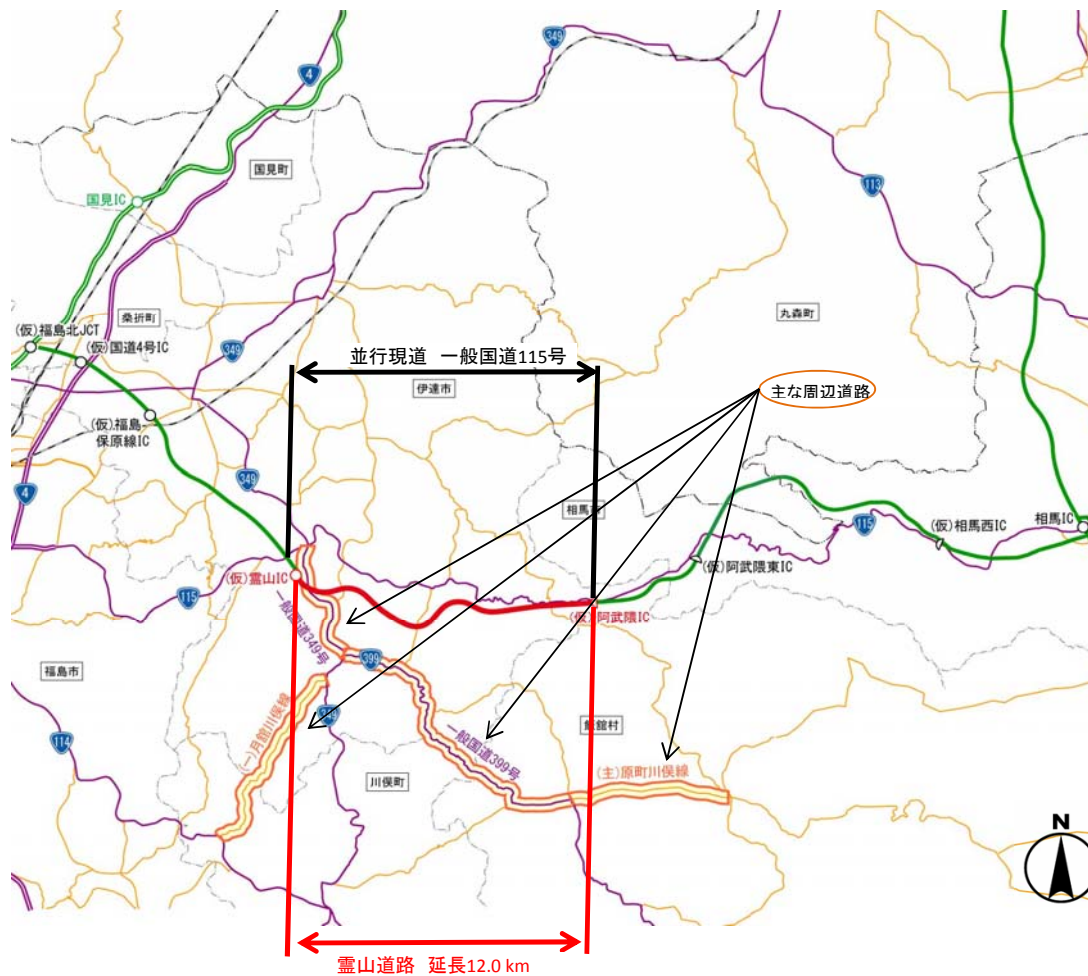 349
4
国見町
国見IC
113
桑折町
丸森町
(仮)福島北JCT
(仮)国道4号IC
349
並行現道 一般国道115号
伊達市
主な周辺道路
(仮)福島
保原線IC
349
4
相馬
115
(仮)相馬西IC
相馬IC
(仮)阿武隈東IC
(仮)霊山IC
115
(仮)阿武隈IC
一般国道349号
399
福島市
(一)月舘川俣線
飯舘村
一般国道399号
114
川俣町
(主)原町川俣線
N
霊山道路 延長12.0 km